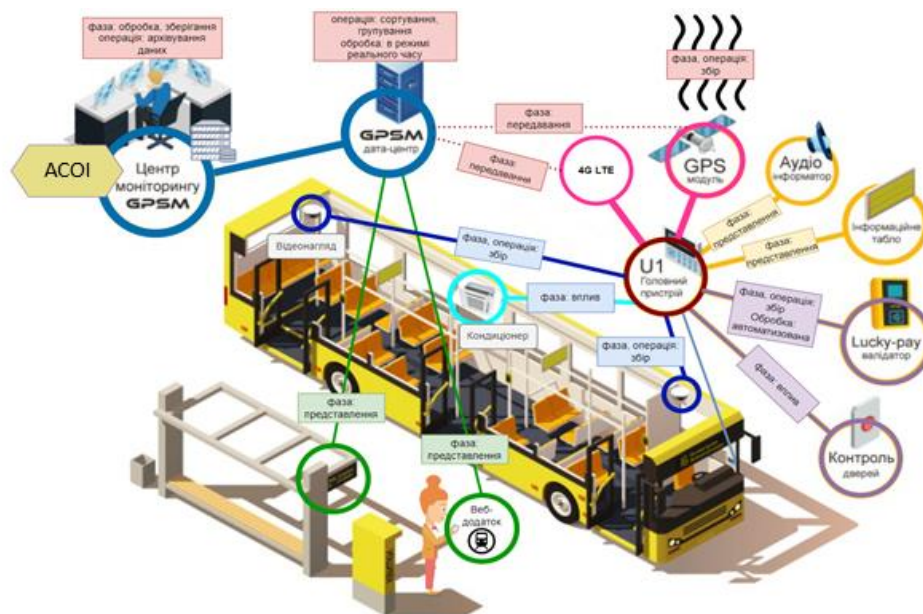 фаза: обробка, зберігання
операція: архівування
даних
операція: сортування,
групування
обробка: в режимі
реального часу
фаза, операція:
збір
фаза:
передавання
фаза:
передавання
АСОІ
Центр
моніторингу
GPSM
GPSM
дата-центр
4G LTE
GPS
модуль
Аудіо
інформатор
Інформаційне
табло
фаза:
представлення
фаза:
представлення
Відеонагляд
фаза, операція:
збір
U1
Головний
пристрій
фаза: вплив
Кондиціонер
фаза, операція:
збір
Фаза, операція:
збір
Обробка:
автоматизована
Lucky-pay
валідатор
фаза: вплив
Контроль
дверей
фаза:
представлення
фаза:
представлення
Веб-
додаток